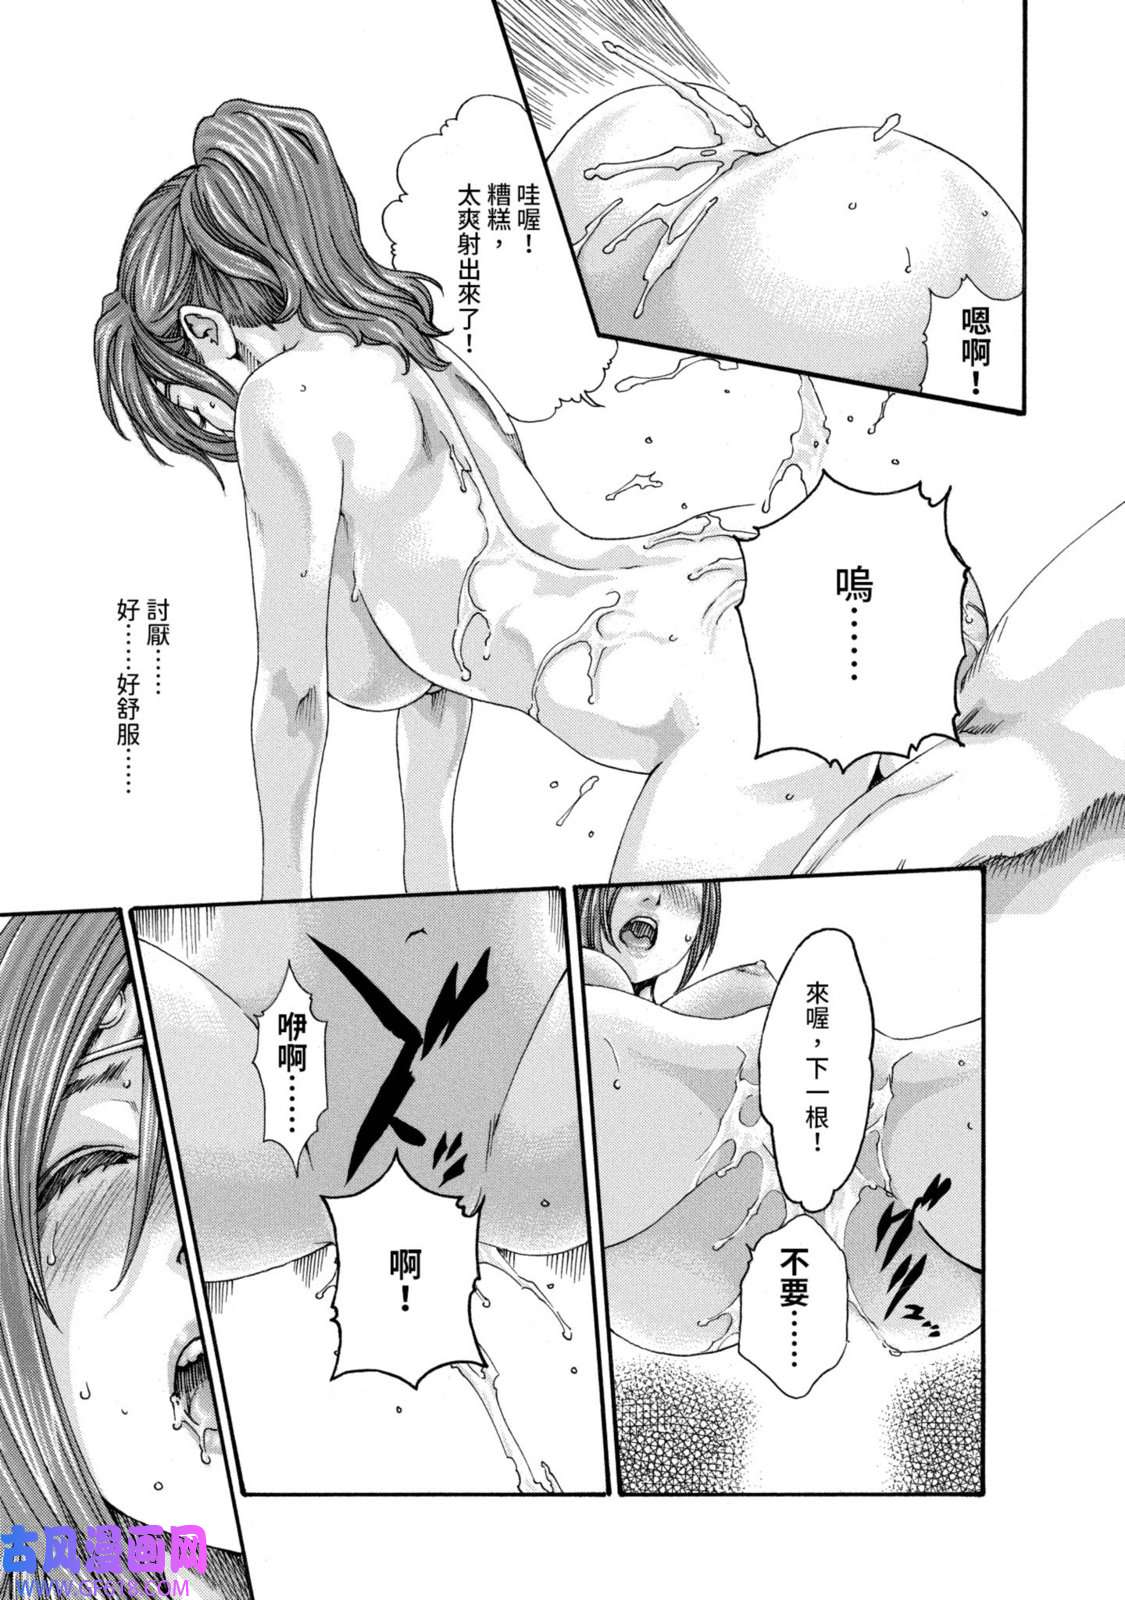 嗯啊！
哇喔！
糟糕，
太爽射出來了！
嗚……
討厭……
好……好舒服……
來喔，下一根！
不要……
咿啊……
啊！
古风漫画网
WWW.GF618.COM